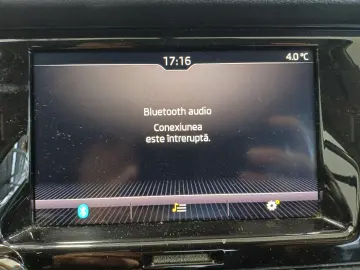 17:16
4.0 °C
Bluetooth audio
Conexiunea
este întreruptă.